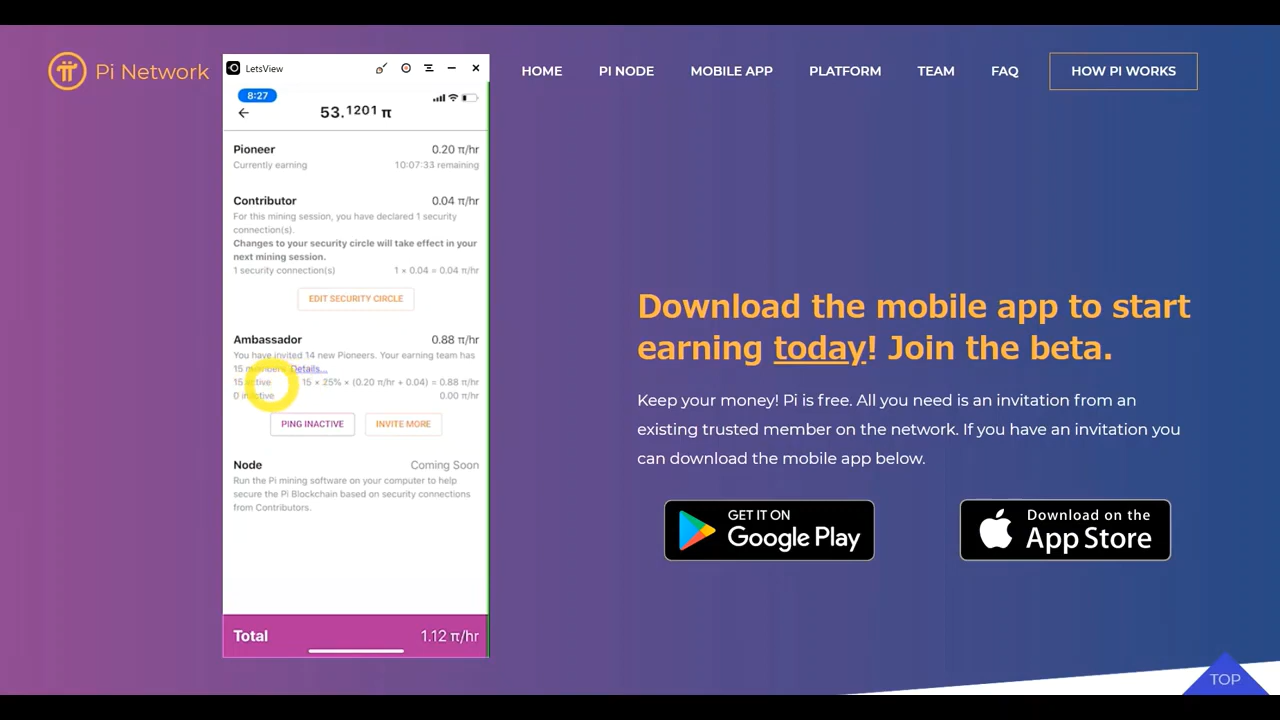 Pi Network
HOME
PI NODE
MOBILE APP
PLATFORM
TEAM
FAQ
HOW PI WORKS
LetsView
8:27
53.1201 π
Pioneer 0.20 π/hr
Currently earning 10:07:33 remaining
Contributor 0.04 π/hr
For this mining session, you have declared 1 security
connection(s).
Changes to your security circle will take effect in your
next mining session.
1 security connection(s) 1 × 0.04 = 0.04 π/hr
EDIT SECURITY CIRCLE
Ambassador 0.88 π/hr
You have invited 14 new Pioneers. Your earning team has
15 members. Details...
15 active 15 × 25% × (0.20 π/hr + 0.04) = 0.88 π/hr
0 inactive 0.00 π/hr
PING INACTIVE
INVITE MORE
Node Coming Soon
Run the Pi mining software on your computer to help
secure the Pi Blockchain based on security connections
from Contributors.
Total 1.12 π/hr
Download the mobile app to start
earning today! Join the beta.
Keep your money! Pi is free. All you need is an invitation from an
existing trusted member on the network. If you have an invitation you
can download the mobile app below.
GET IT ON
Google Play
Download on the
App Store
TOP